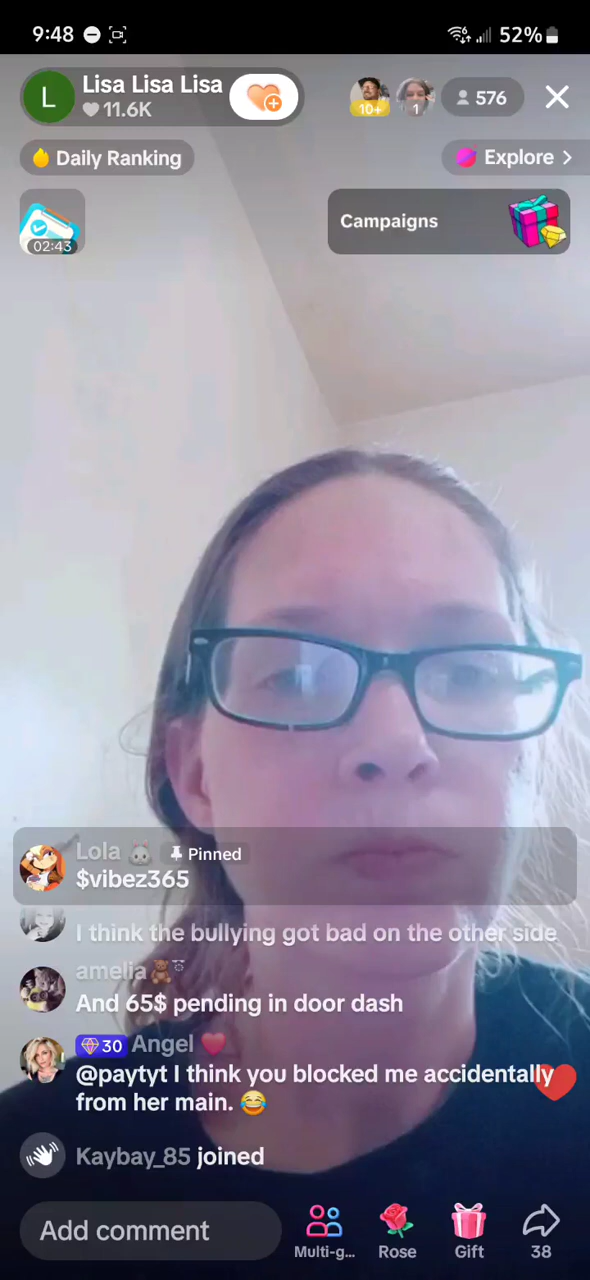 9:48
52%
L
Lisa Lisa Lisa
11.6K
10+
1
576
Daily Ranking
Explore
02:43
Campaigns
Lola 🐰 Pinned
$vibez365
I think the bullying got bad on the other side
amelia🧸
And 65$ pending in door dash
30 Angel ❤️
@paytyt I think you blocked me accidentally
from her main. 😂
Kaybay_85 joined
Add comment
Multi-g...
Rose
Gift
38